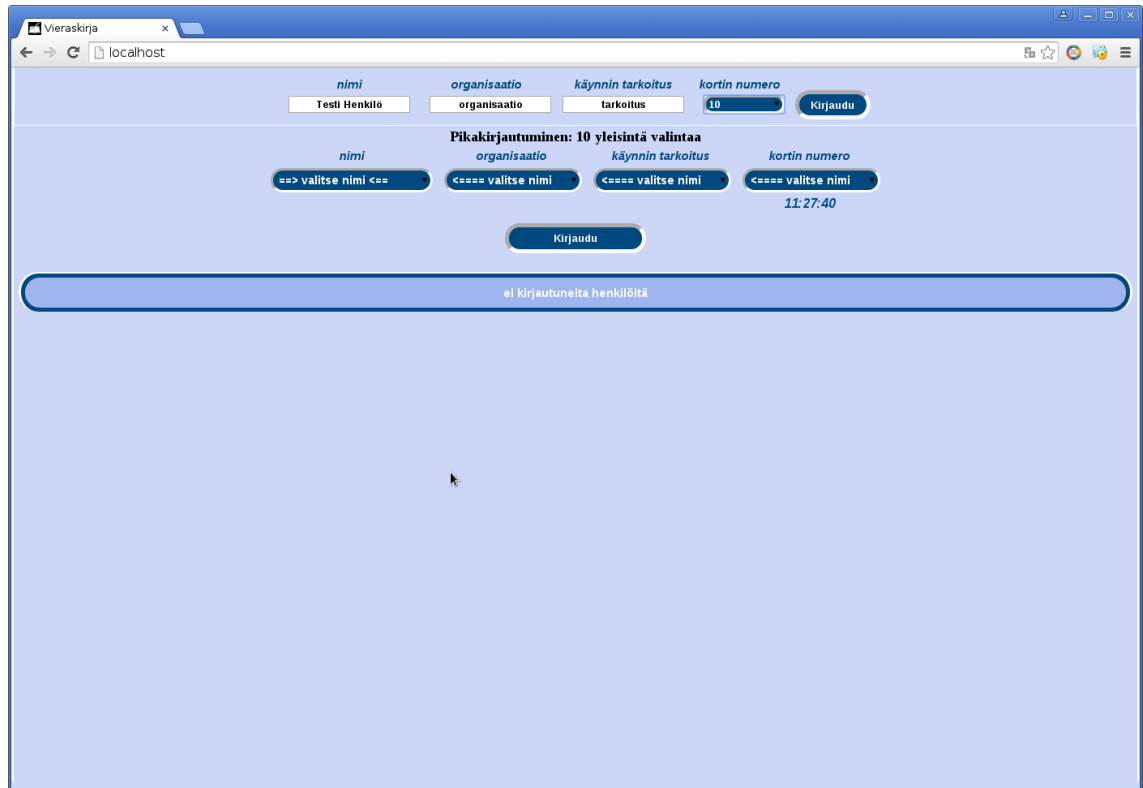 Vieraskirja
localhost
nimi organisaatio käynnin tarkoitus kortin numero
Testi Henkilö organisaatio tarkoitus 10 Kirjaudu
Pikakirjautuminen: 10 yleisintä valintaa
nimi organisaatio käynnin tarkoitus kortin numero
==> valitse nimi <== <==== valitse nimi <==== valitse nimi <==== valitse nimi
11:27:40
Kirjaudu
ei kirjautuneita henkilöitä